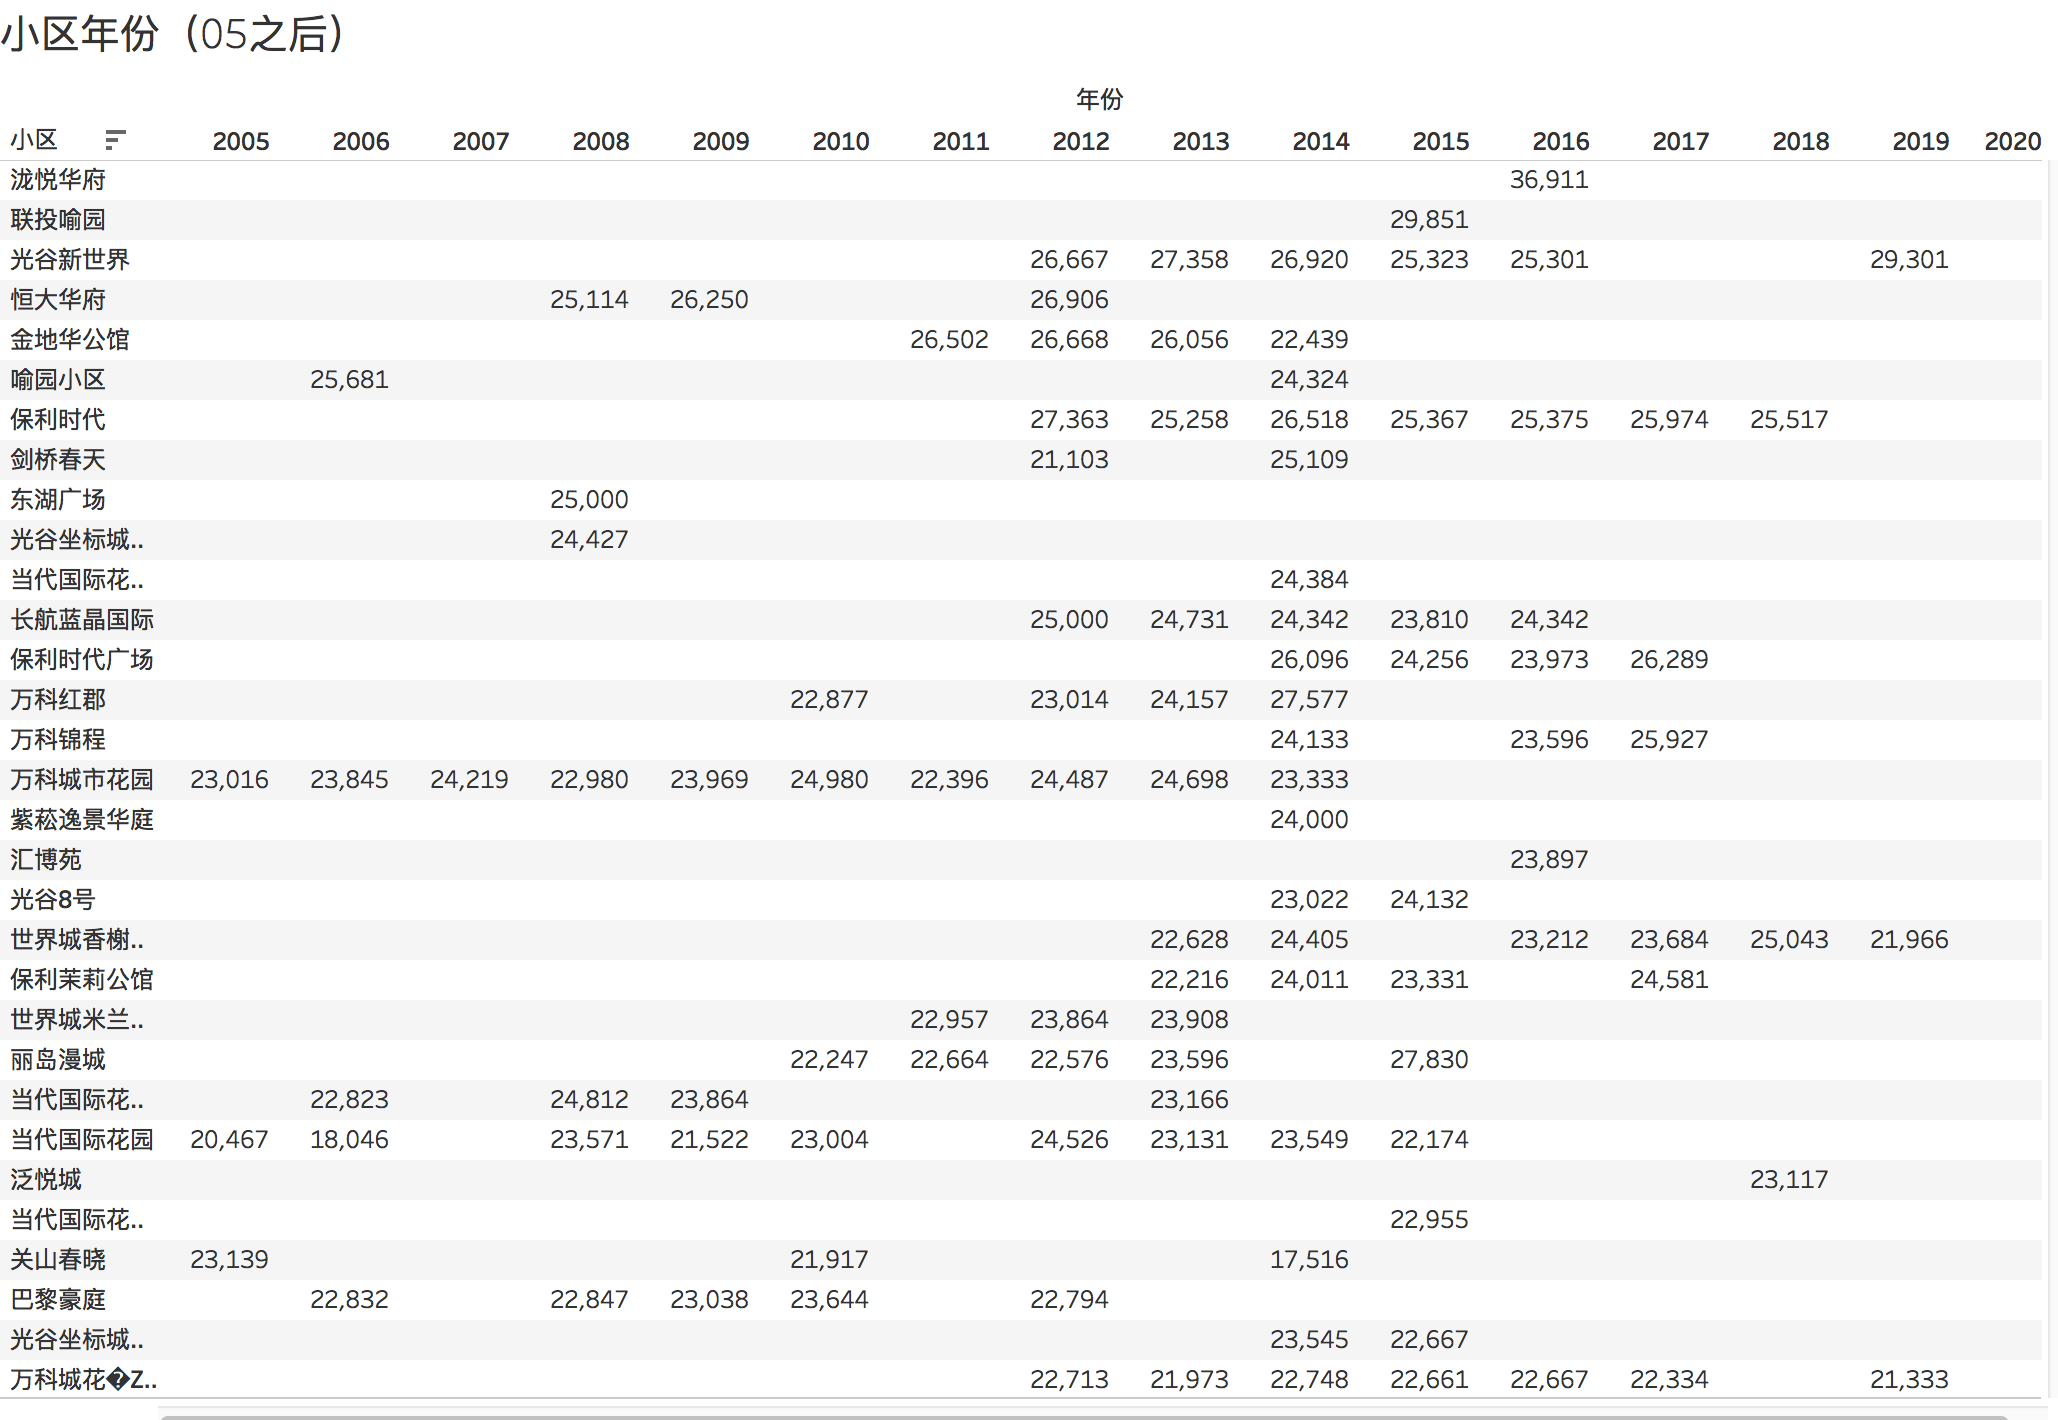 小区年份（05之后）
年份
小区 2005 2006 2007 2008 2009 2010 2011 2012 2013 2014 2015 2016 2017 2018 2019 2020
泷悦华府 36,911
联投喻园 29,851
光谷新世界 26,667 27,358 26,920 25,323 25,301 29,301
恒大华府 25,114 26,250 26,906
金地华公馆 26,502 26,668 26,056 22,439
喻园小区 25,681 24,324
保利时代 27,363 25,258 26,518 25,367 25,375 25,974 25,517
剑桥春天 21,103 25,109
东湖广场 25,000
光谷坐标城.. 24,427
当代国际花.. 24,384
长航蓝晶国际 25,000 24,731 24,342 23,810 24,342
保利时代广场 26,096 24,256 23,973 26,289
万科红郡 22,877 23,014 24,157 27,577
万科锦程 24,133 23,596 25,927
万科城市花园 23,016 23,845 24,219 22,980 23,969 24,980 22,396 24,487 24,698 23,333
紫菘逸景华庭 24,000
汇博苑 23,897
光谷8号 23,022 24,132
世界城香榭.. 22,628 24,405 23,212 23,684 25,043 21,966
保利茉莉公馆 22,216 24,011 23,331 24,581
世界城米兰.. 22,957 23,864 23,908
丽岛漫城 22,247 22,664 22,576 23,596 27,830
当代国际花.. 22,823 24,812 23,864 23,166
当代国际花园 20,467 18,046 23,571 21,522 23,004 24,526 23,131 23,549 22,174
泛悦城 23,117
当代国际花.. 22,955
关山春晓 23,139 21,917 17,516
巴黎豪庭 22,832 22,847 23,038 23,644 22,794
光谷坐标城.. 23,545 22,667
万科城花�Z.. 22,713 21,973 22,748 22,661 22,667 22,334 21,333